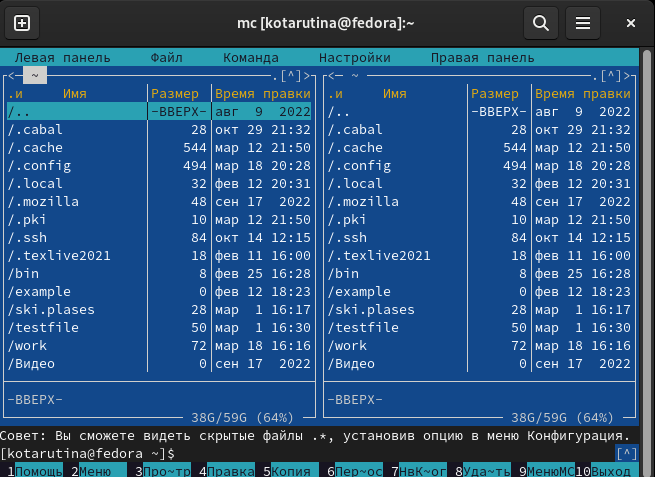 mc [kotarutina@fedora]:~
Левая панель Файл Команда Настройки Правая панель
<─ ~ .[^]> <─ ~ .[^]>
.и Имя Размер Время правки .и Имя Размер Время правки
/.. -ВВЕРХ- авг 9 2022 /.. -ВВЕРХ- авг 9 2022
/.cabal 28 окт 29 21:32 /.cabal 28 окт 29 21:32
/.cache 544 мар 12 21:50 /.cache 544 мар 12 21:50
/.config 494 мар 18 20:28 /.config 494 мар 18 20:28
/.local 32 фев 12 20:31 /.local 32 фев 12 20:31
/.mozilla 48 сен 17 2022 /.mozilla 48 сен 17 2022
/.pki 10 мар 12 21:50 /.pki 10 мар 12 21:50
/.ssh 84 окт 14 12:15 /.ssh 84 окт 14 12:15
/.texlive2021 18 фев 11 16:00 /.texlive2021 18 фев 11 16:00
/bin 8 фев 25 16:28 /bin 8 фев 25 16:28
/example 0 фев 12 18:23 /example 0 фев 12 18:23
/ski.plases 28 мар 1 16:17 /ski.plases 28 мар 1 16:17
/testfile 50 мар 1 16:30 /testfile 50 мар 1 16:30
/work 72 мар 18 16:16 /work 72 мар 18 16:16
/Видео 0 сен 17 2022 /Видео 0 сен 17 2022
-ВВЕРХ- -ВВЕРХ-
38G/59G (64%) 38G/59G (64%)
Совет: Вы сможете видеть скрытые файлы .*, установив опцию в меню Конфигурация.
[kotarutina@fedora ~]$ [^]
1Помощь 2Меню 3Про~тр 4Правка 5Копия 6Пер~ос 7НвК~ог 8Уда~ть 9МенюМС 10Выход